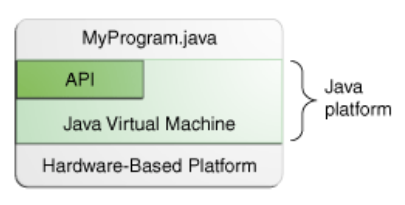 MyProgram.java
API
Java Virtual Machine
Java
platform
Hardware-Based Platform